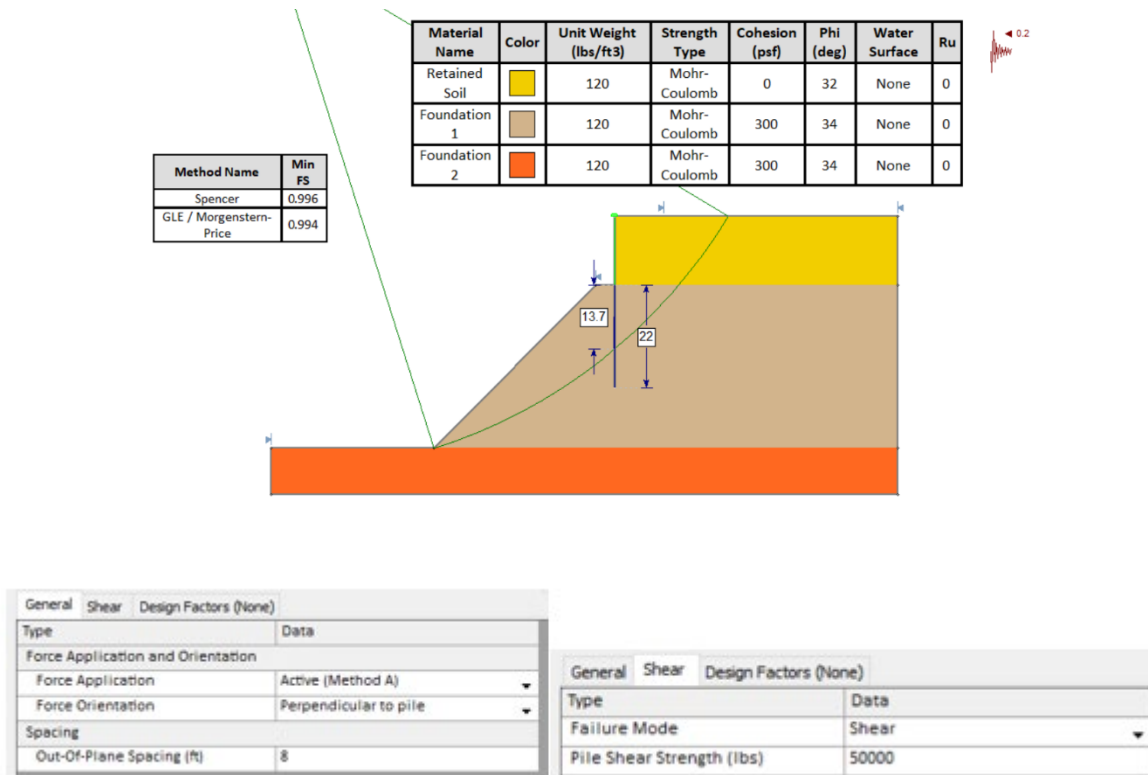 Material Name Color Unit Weight (lbs/ft3) Strength Type Cohesion (psf) Phi (deg) Water Surface Ru
Retained Soil 120 Mohr-Coulomb 0 32 None 0
Foundation 1 120 Mohr-Coulomb 300 34 None 0
Foundation 2 120 Mohr-Coulomb 300 34 None 0
0.2
Method Name Min FS
Spencer 0.996
GLE / Morgenstern-Price 0.994
13.7
22
General Shear Design Factors (None)
Type Data
Force Application and Orientation
Force Application Active (Method A)
Force Orientation Perpendicular to pile
Spacing
Out-Of-Plane Spacing (ft) 8
General Shear Design Factors (None)
Type Data
Failure Mode Shear
Pile Shear Strength (lbs) 50000